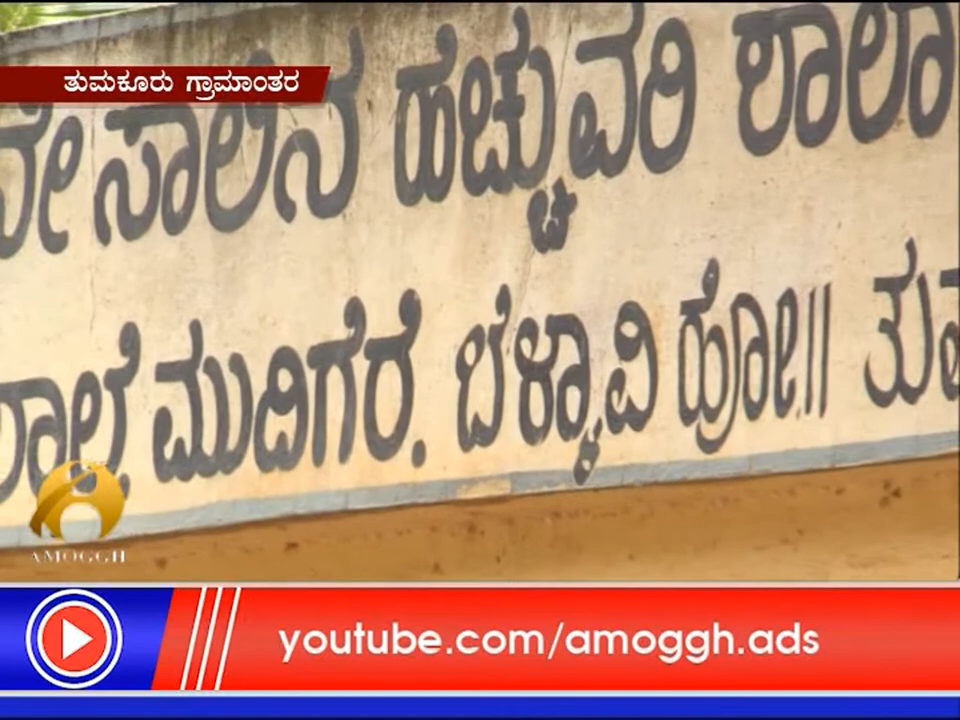 ತುಮಕೂರು ಗ್ರಾಮಾಂತರ
ನೇ ಸಾಲಿನ ಹೆಚ್ಚುವರಿ ಶಾಲಾ
ಶಾಲೆ ಮುದಿಗೆರೆ. ಬೆಳ್ಳಾವಿ ಹೋ।। ತುಮ
AMOGGH
youtube.com/amoggh.ads